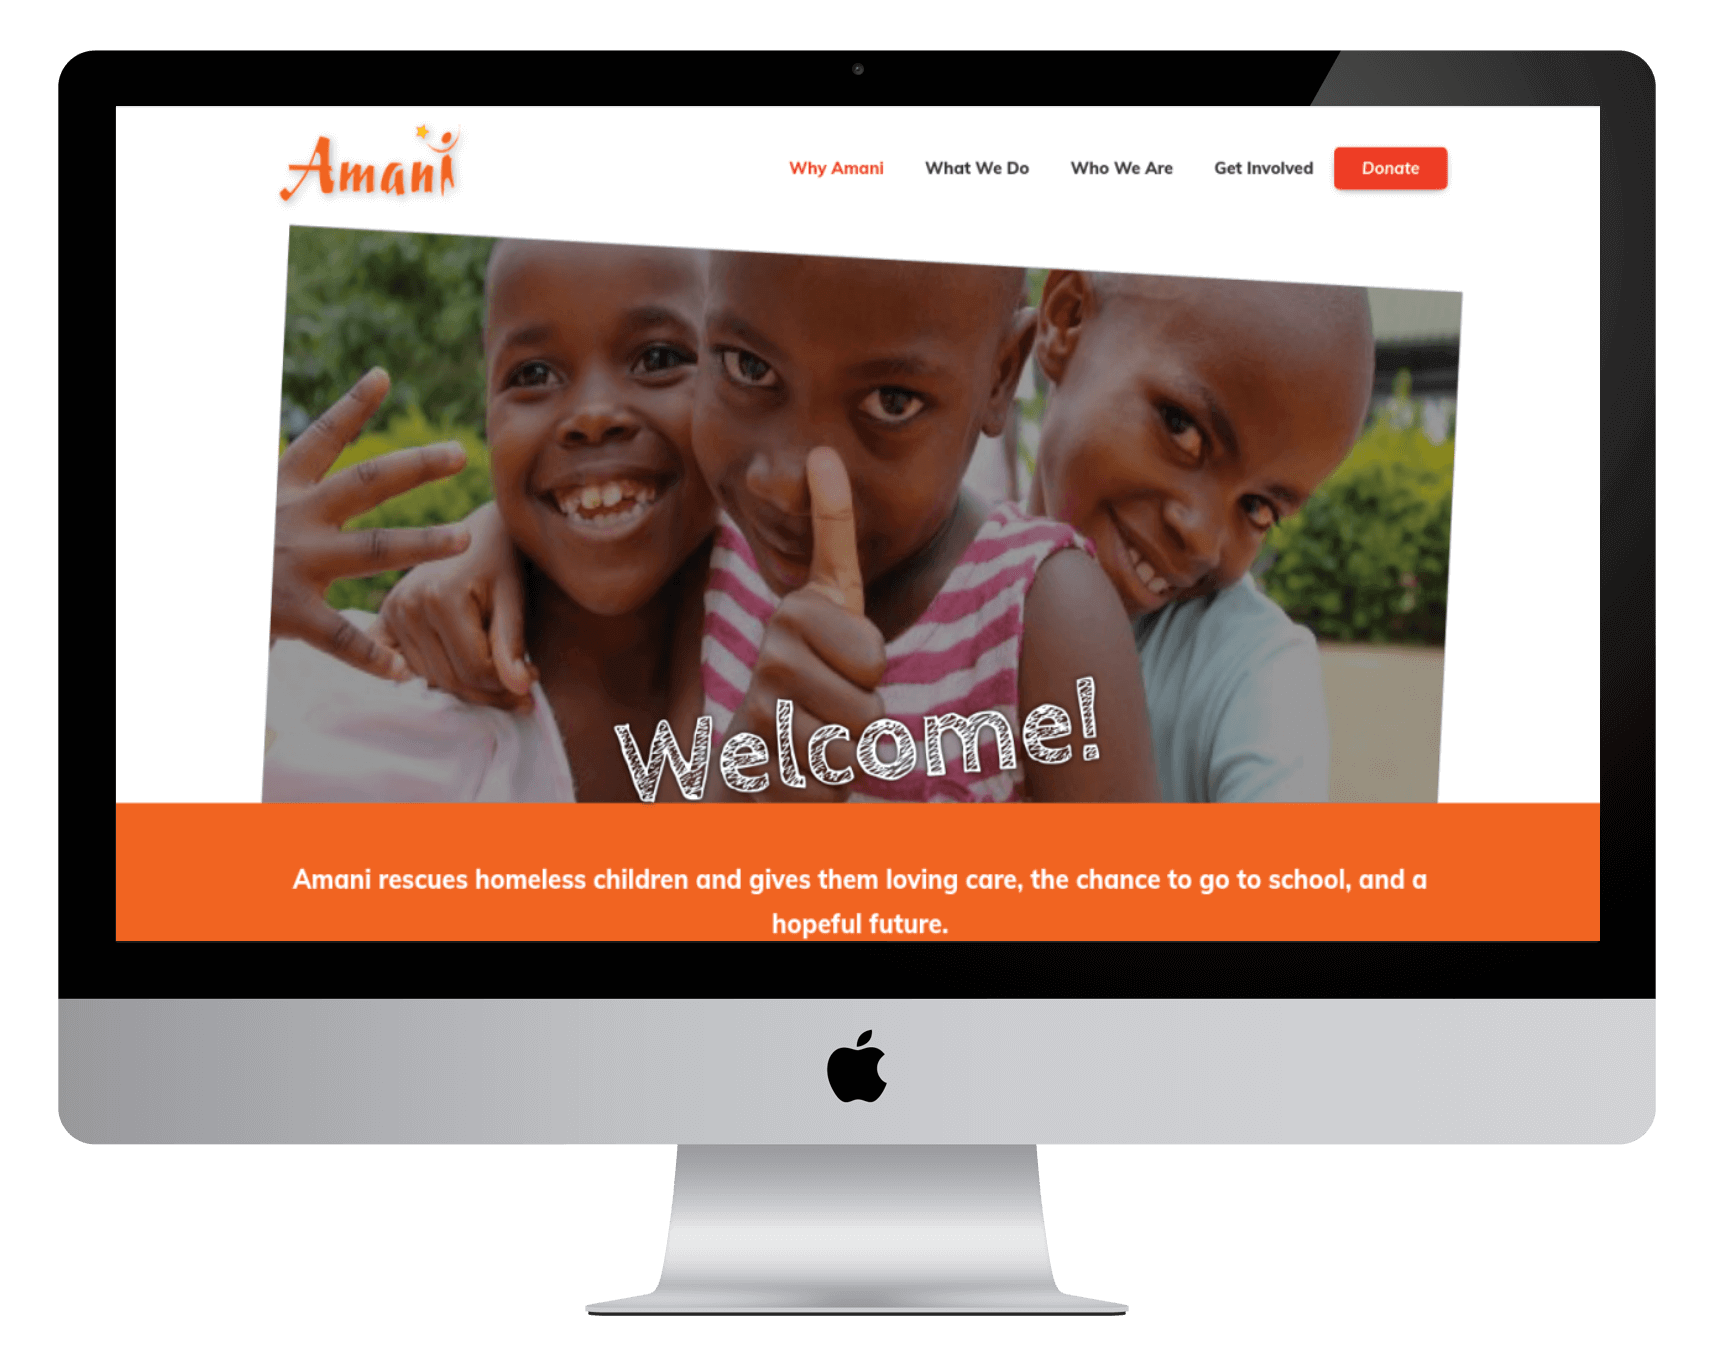 Amani
Why Amani What We Do Who We Are Get Involved Donate
Welcome!
Amani rescues homeless children and gives them loving care, the chance to go to school, and a
hopeful future.